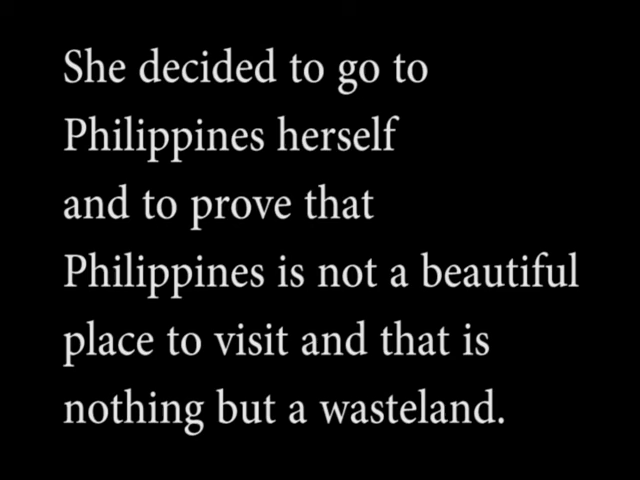 She decided to go to
Philippines herself
and to prove that
Philippines is not a beautiful
place to visit and that is
nothing but a wasteland.